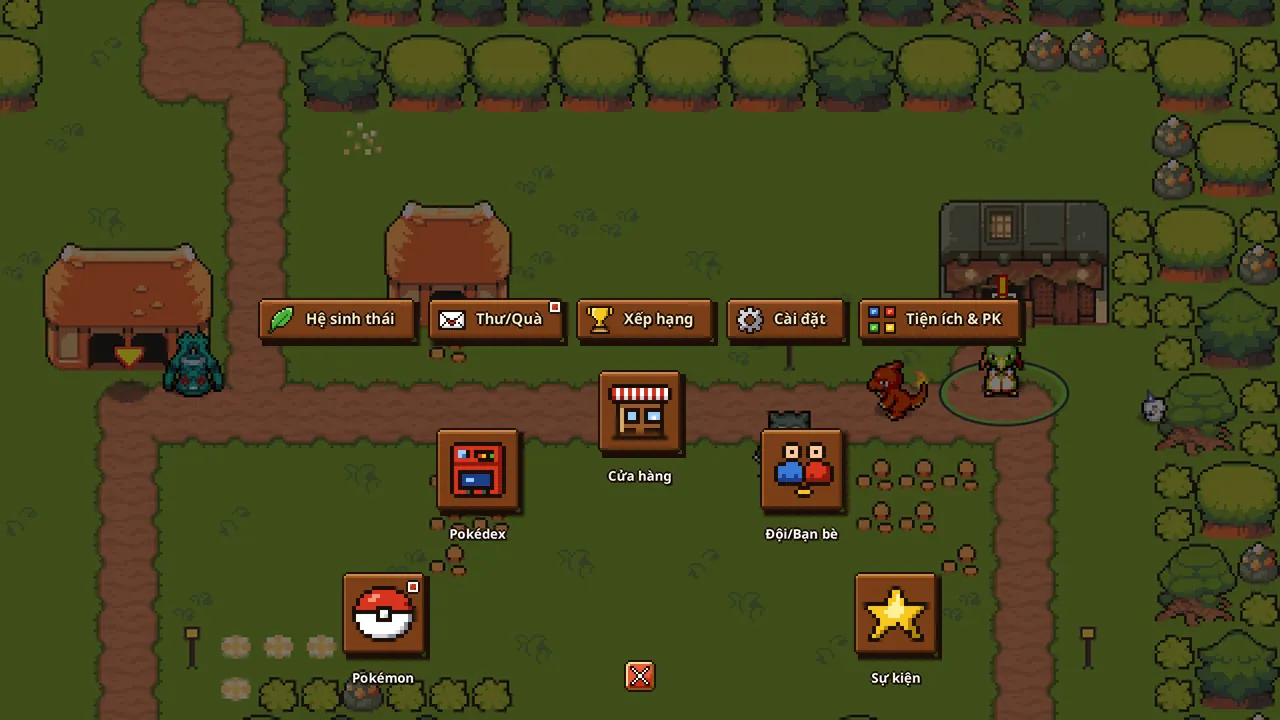 Hệ sinh thái
Thư/Quà
Xếp hạng
Cài đặt
Tiện ích & PK
Cửa hàng
Pokédex
Đội/Bạn bè
Pokémon
Sự kiện